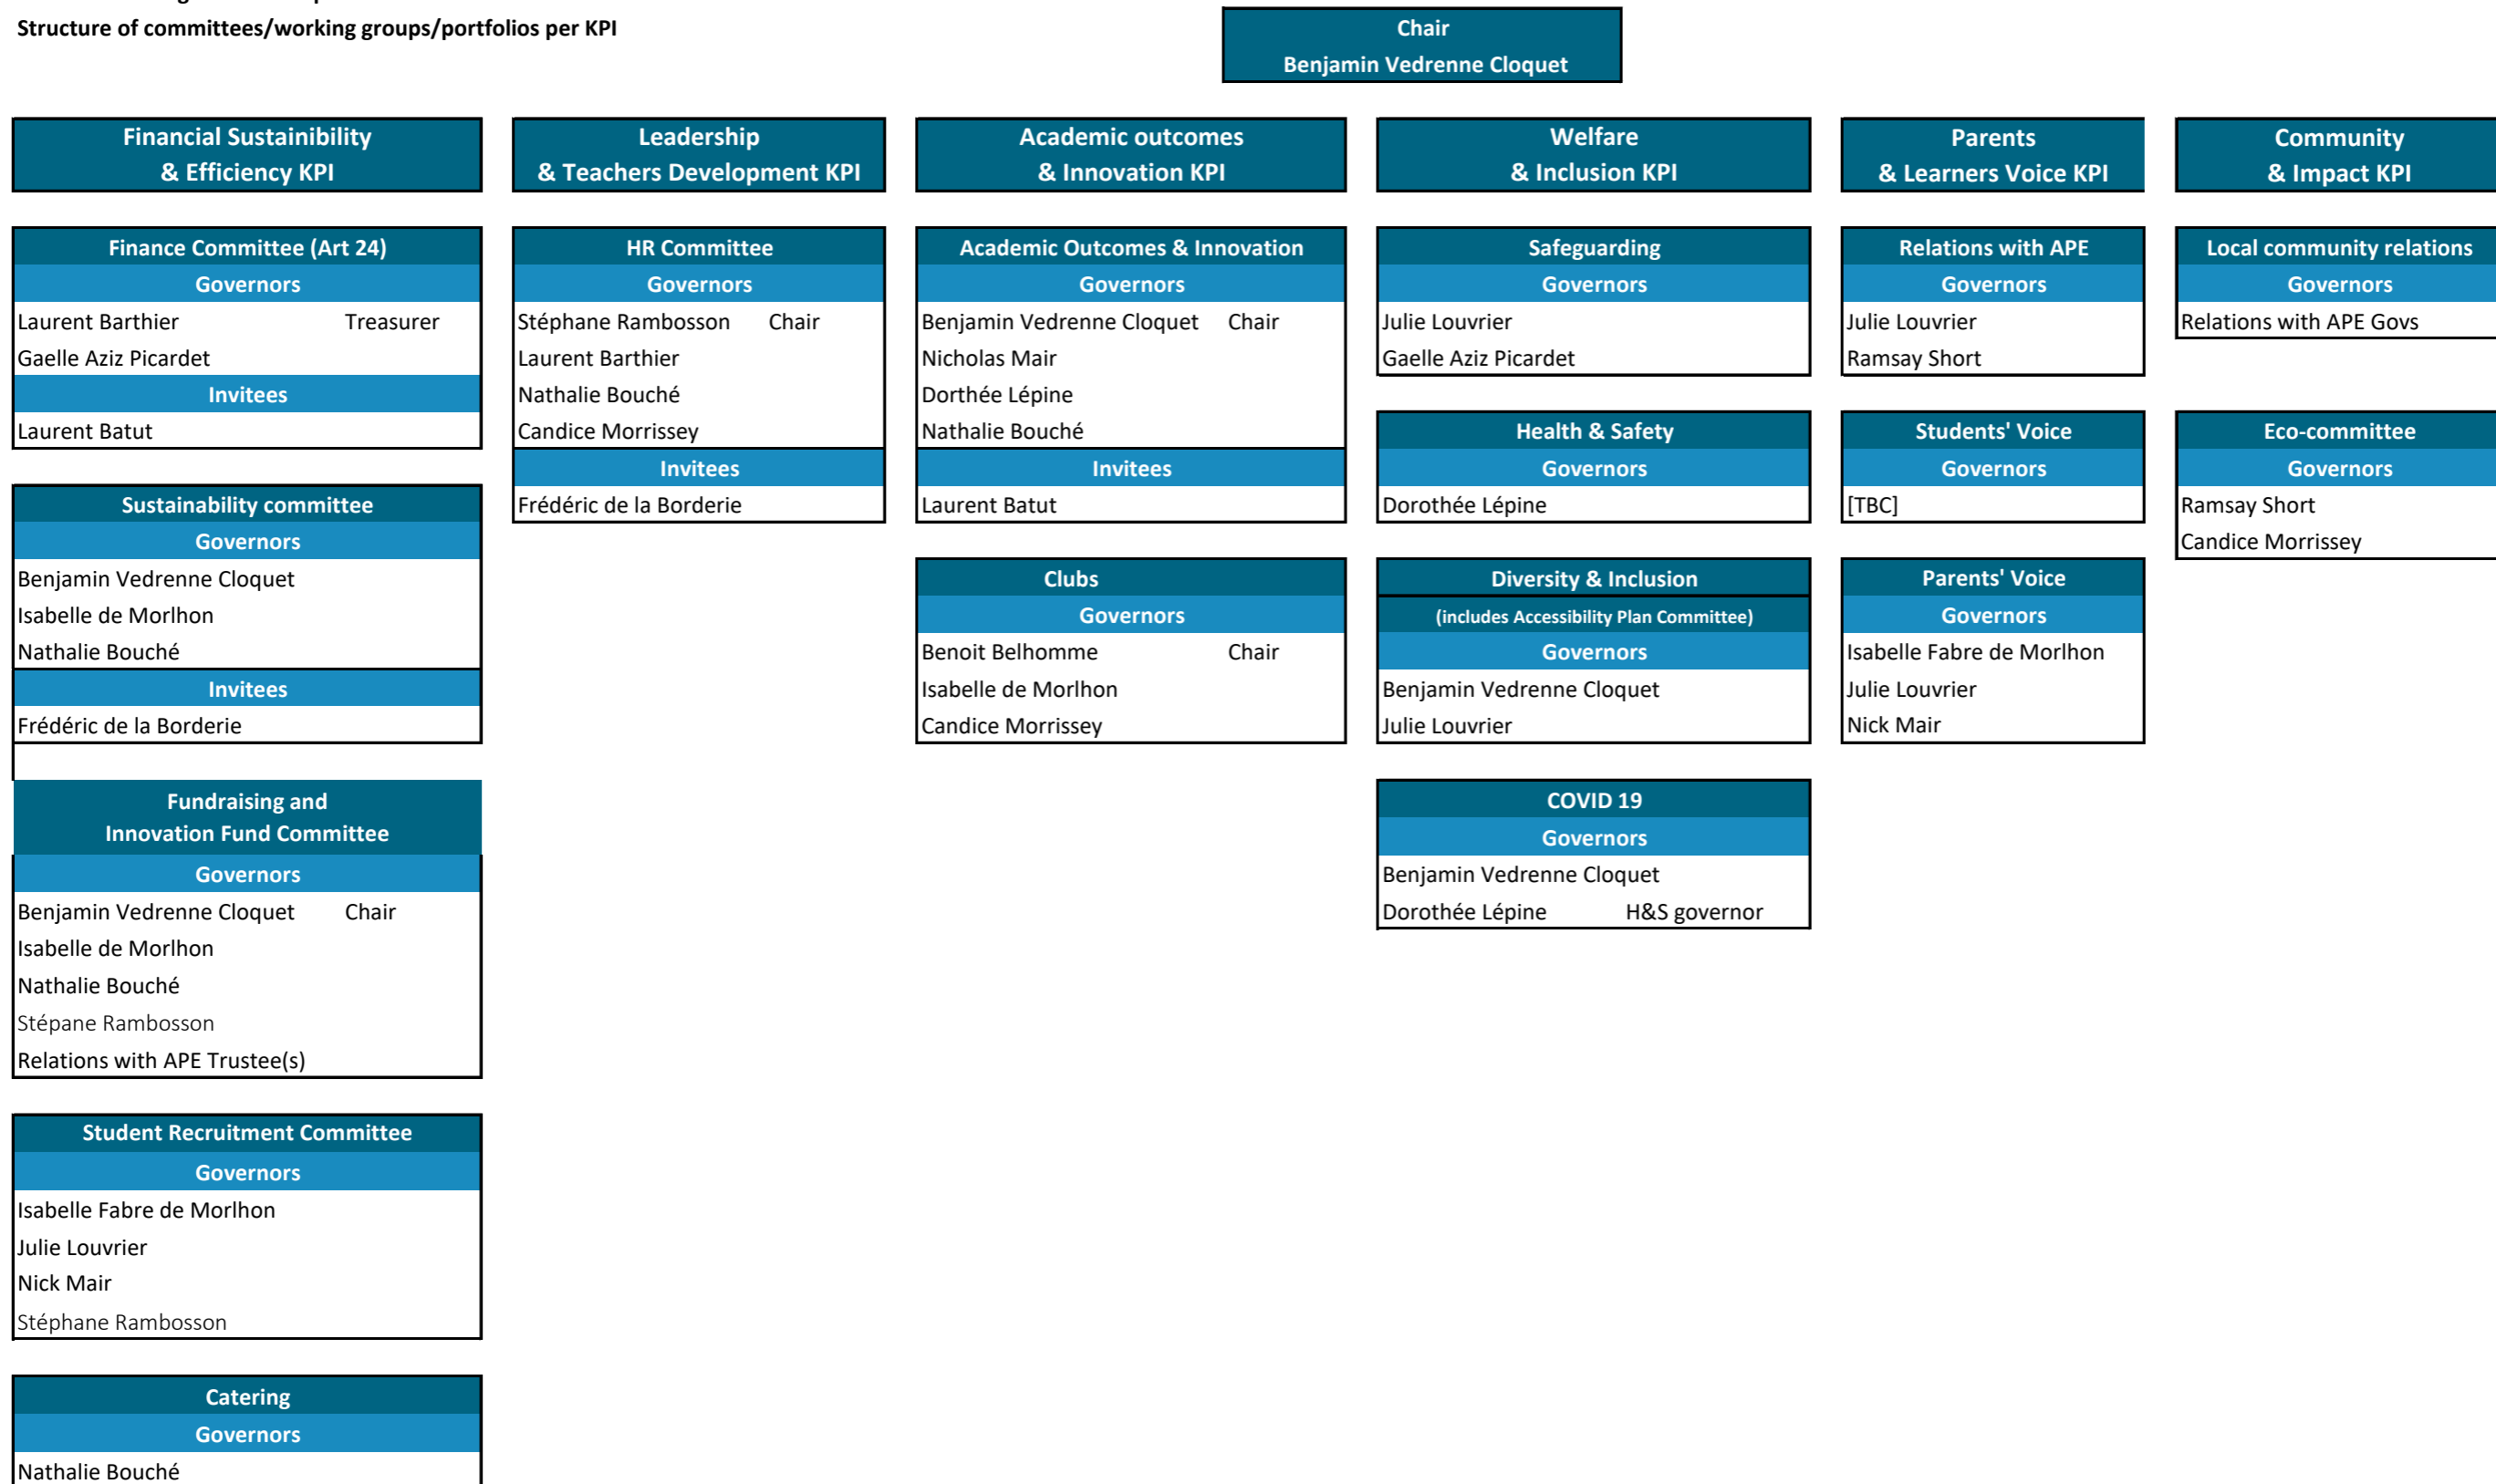 Structure of committees/working groups/portfolios per KPI
Chair
Benjamin Vedrenne Cloquet
Financial Sustainibility
& Efficiency KPI
Finance Committee (Art 24)
Governors
Laurent Barthier Treasurer
Gaelle Aziz Picardet
Invitees
Laurent Batut
Sustainability committee
Governors
Benjamin Vedrenne Cloquet
Isabelle de Morlhon
Nathalie Bouché
Invitees
Frédéric de la Borderie
Fundraising and
Innovation Fund Committee
Governors
Benjamin Vedrenne Cloquet Chair
Isabelle de Morlhon
Nathalie Bouché
Stépane Rambosson
Relations with APE Trustee(s)
Student Recruitment Committee
Governors
Isabelle Fabre de Morlhon
Julie Louvrier
Nick Mair
Stéphane Rambosson
Catering
Governors
Nathalie Bouché
Leadership
& Teachers Development KPI
HR Committee
Governors
Stéphane Rambosson Chair
Laurent Barthier
Nathalie Bouché
Candice Morrissey
Invitees
Frédéric de la Borderie
Academic outcomes
& Innovation KPI
Academic Outcomes & Innovation
Governors
Benjamin Vedrenne Cloquet Chair
Nicholas Mair
Dorthée Lépine
Nathalie Bouché
Invitees
Laurent Batut
Clubs
Governors
Benoit Belhomme Chair
Isabelle de Morlhon
Candice Morrissey
Welfare
& Inclusion KPI
Safeguarding
Governors
Julie Louvrier
Gaelle Aziz Picardet
Health & Safety
Governors
Dorothée Lépine
Diversity & Inclusion
(includes Accessibility Plan Committee)
Governors
Benjamin Vedrenne Cloquet
Julie Louvrier
COVID 19
Governors
Benjamin Vedrenne Cloquet
Dorothée Lépine H&S governor
Parents
& Learners Voice KPI
Relations with APE
Governors
Julie Louvrier
Ramsay Short
Students' Voice
Governors
[TBC]
Parents' Voice
Governors
Isabelle Fabre de Morlhon
Julie Louvrier
Nick Mair
Community
& Impact KPI
Local community relations
Governors
Relations with APE Govs
Eco-committee
Governors
Ramsay Short
Candice Morrissey